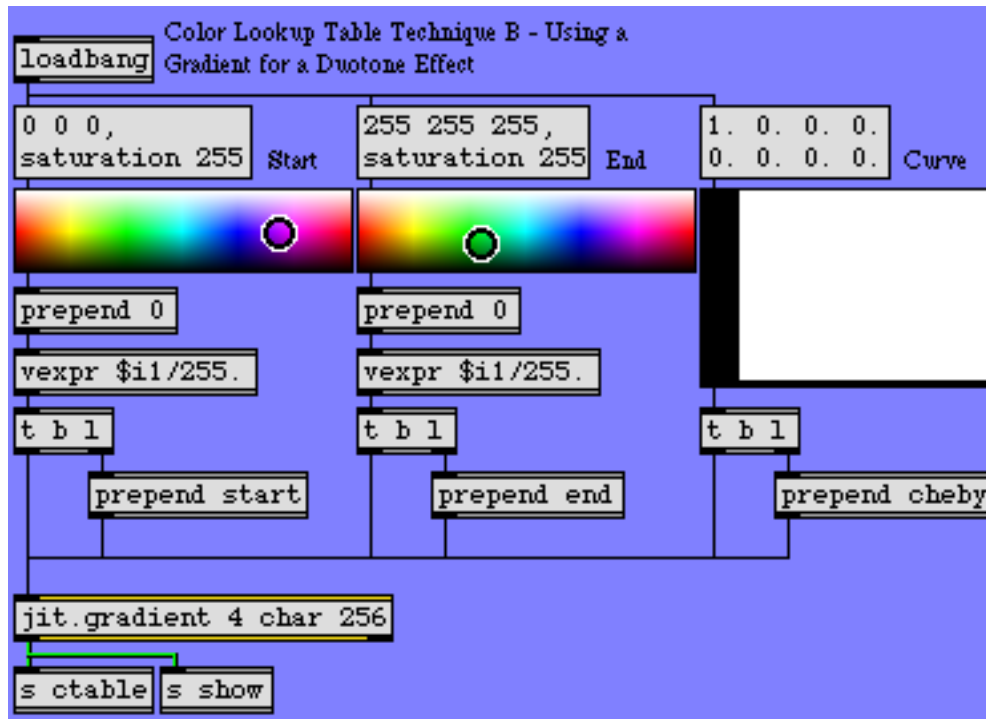 Color Lookup Table Technique B - Using a
loadbang Gradient for a Duotone Effect
0 0 0, 255 255 255, 1. 0. 0. 0.
saturation 255 Start saturation 255 End 0. 0. 0. 0. Curve
prepend 0 prepend 0
vexpr $i1/255. vexpr $i1/255.
t b l t b l t b l
prepend start prepend end prepend cheby
jit.gradient 4 char 256
s ctable s show